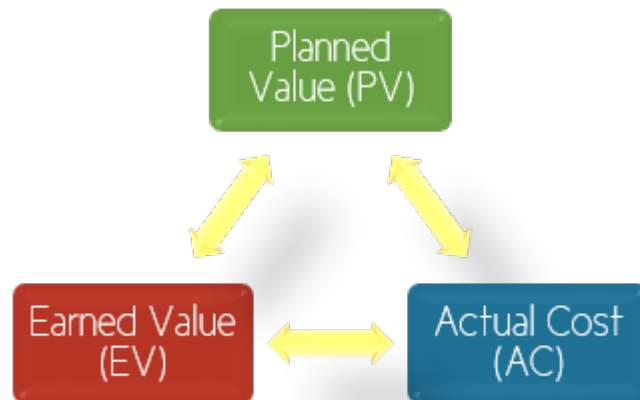 Planned
Value (PV)
Earned Value
(EV)
Actual Cost
(AC)